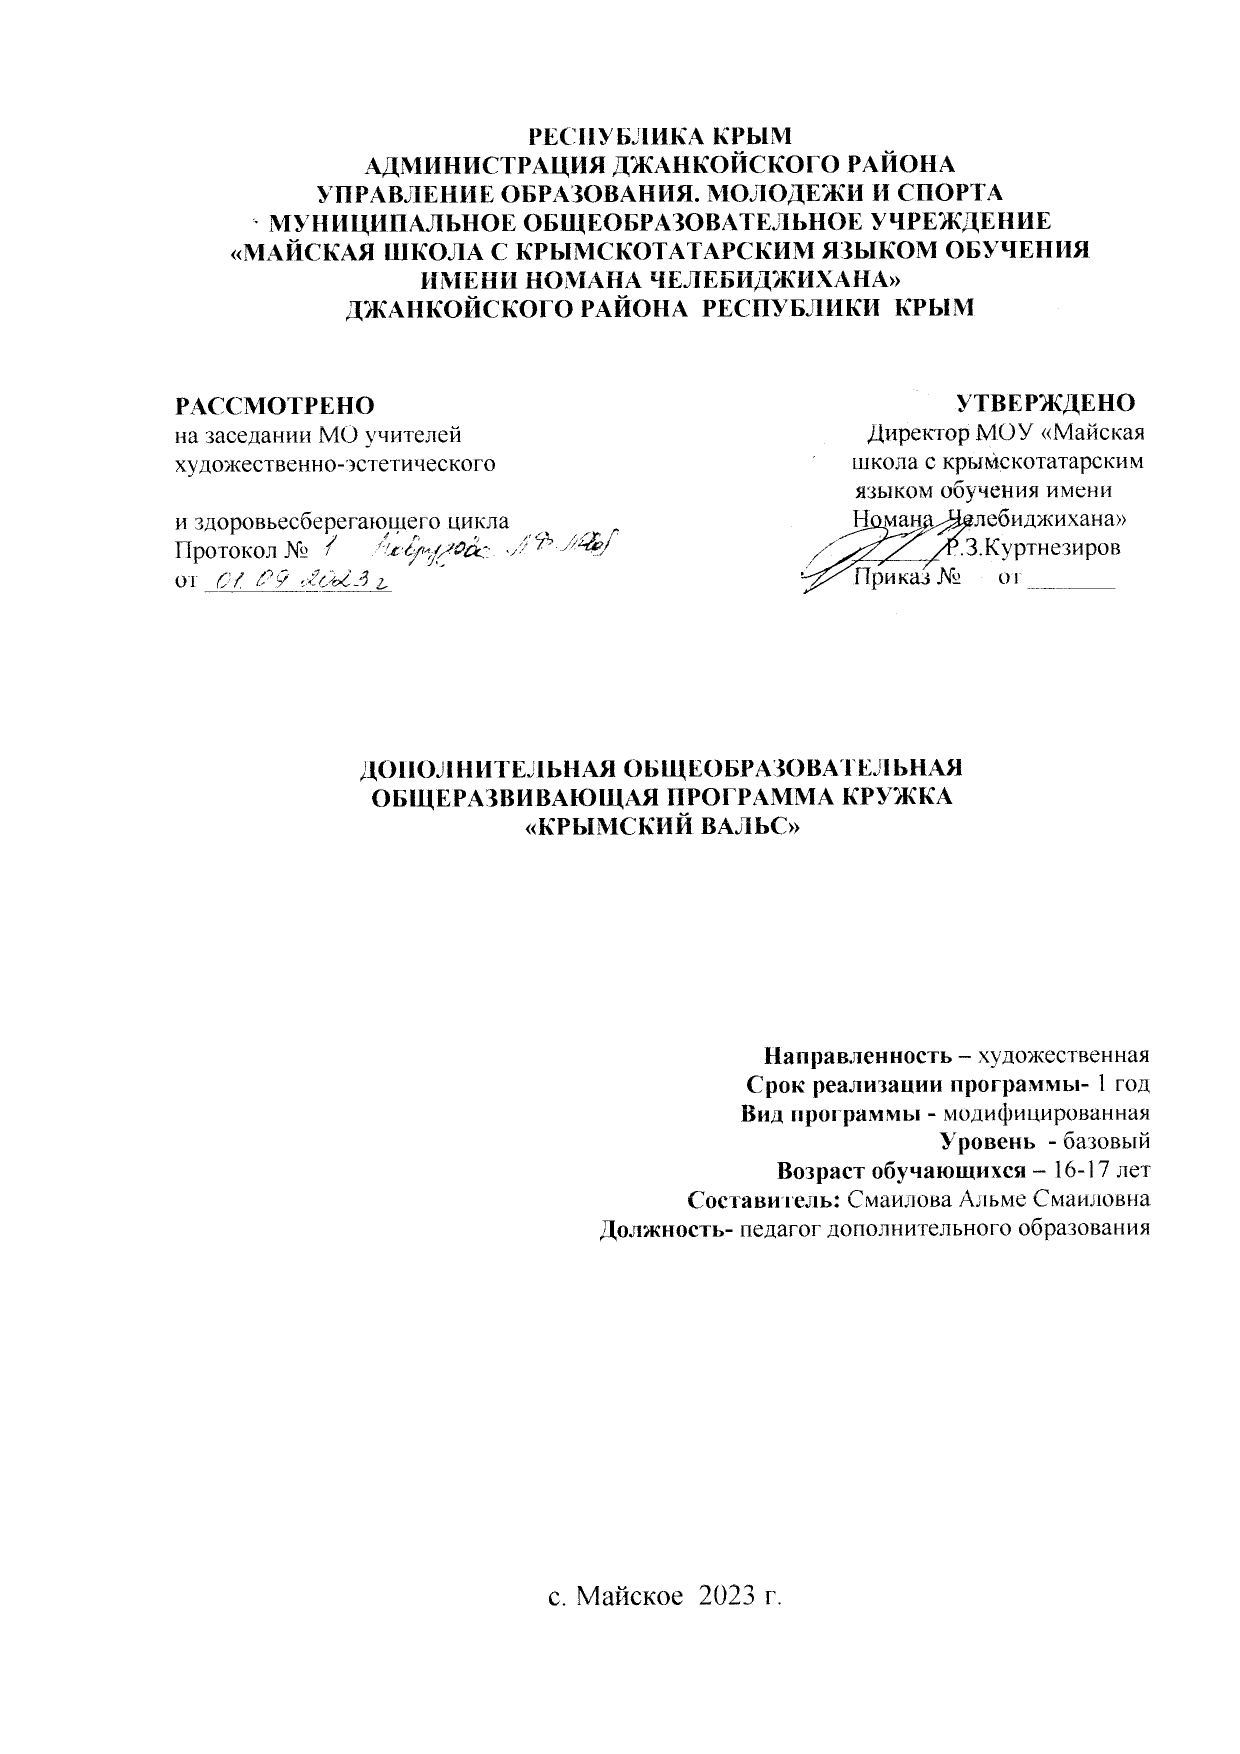 РЕСПУБЛИКА КРЫМ
АДМИНИСТРАЦИЯ ДЖАНКОЙСКОГО РАЙОНА
УПРАВЛЕНИЕ ОБРАЗОВАНИЯ. МОЛОДЕЖИ И СПОРТА
МУНИЦИПАЛЬНОЕ ОБЩЕОБРАЗОВАТЕЛЬНОЕ УЧРЕЖДЕНИЕ
«МАЙСКАЯ ШКОЛА С КРЫМСКОТАТАРСКИМ ЯЗЫКОМ ОБУЧЕНИЯ
ИМЕНИ НОМАНА ЧЕЛЕБИДЖИХАНА»
ДЖАНКОЙСКОГО РАЙОНА РЕСПУБЛИКИ КРЫМ
РАССМОТРЕНО
на заседании МО учителей
художественно-эстетического
и здоровьесберегающего цикла
Протокол № 1
от 01.09 2023 г
УТВЕРЖДЕНО
Директор МОУ «Майская
школа с крымскотатарским
языком обучения имени
Номана Челебиджихана»
Р.З.Куртнезиров
Приказ № от ________
ДОПОЛНИТЕЛЬНАЯ ОБЩЕОБРАЗОВАТЕЛЬНАЯ
ОБЩЕРАЗВИВАЮЩАЯ ПРОГРАММА КРУЖКА
«КРЫМСКИЙ ВАЛЬС»
Направленность – художественная
Срок реализации программы- 1 год
Вид программы - модифицированная
Уровень - базовый
Возраст обучающихся – 16-17 лет
Составитель: Смаилова Альме Смаиловна
Должность- педагог дополнительного образования
с. Майское 2023 г.